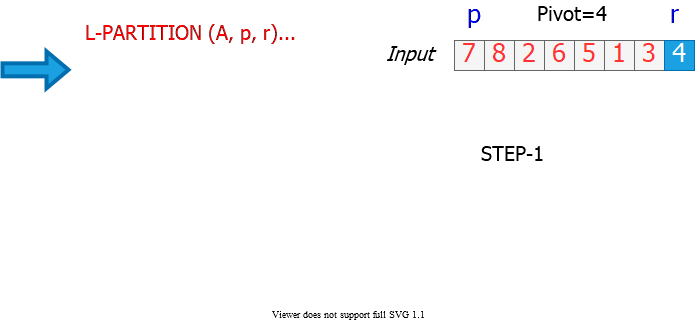 p Pivot=4 r
L-PARTITION (A, p, r)...
Input 7 8 2 6 5 1 3 4
STEP-1
Viewer does not support full SVG 1.1